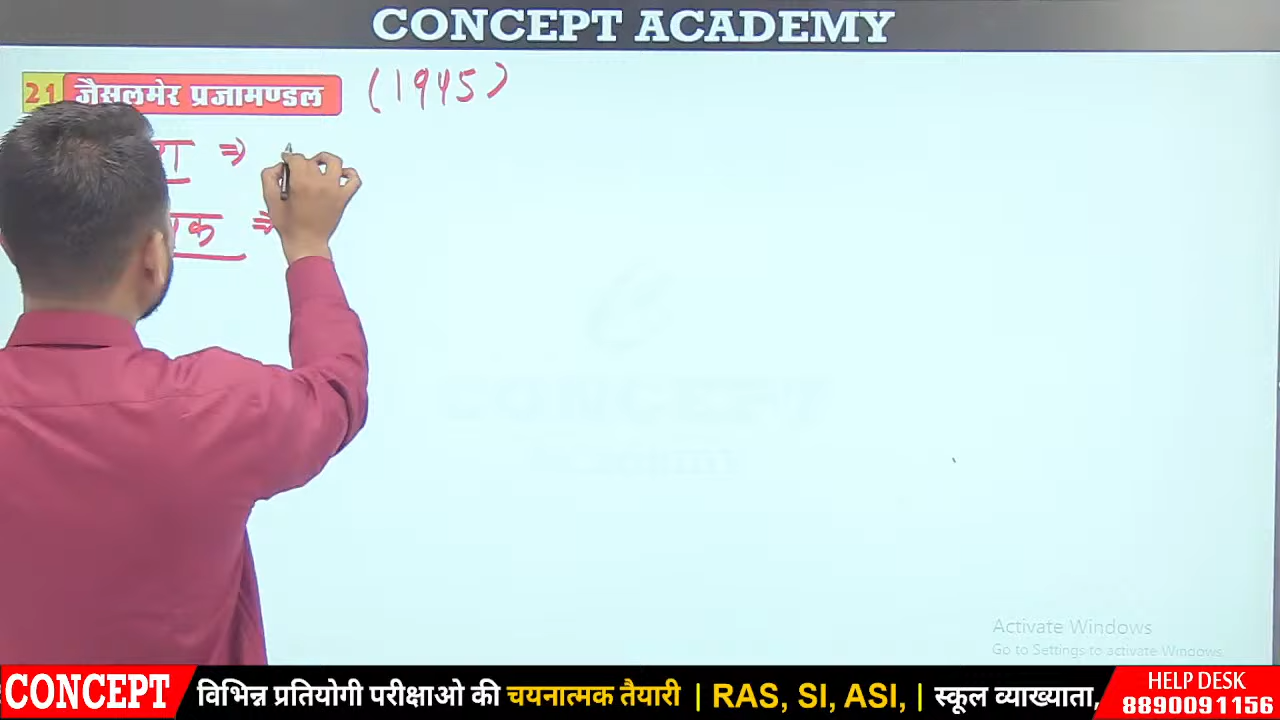 CONCEPT ACADEMY
21 जैसलमेर प्रजामण्डल (1945)
⇒
⇒
CONCEPT
Activate Windows
Go to Settings to activate Windows.
CONCEPT विभिन्न प्रतियोगी परीक्षाओ की चयनात्मक तैयारी | RAS, SI, ASI, | स्कूल व्याख्याता,
HELP DESK
8890091156